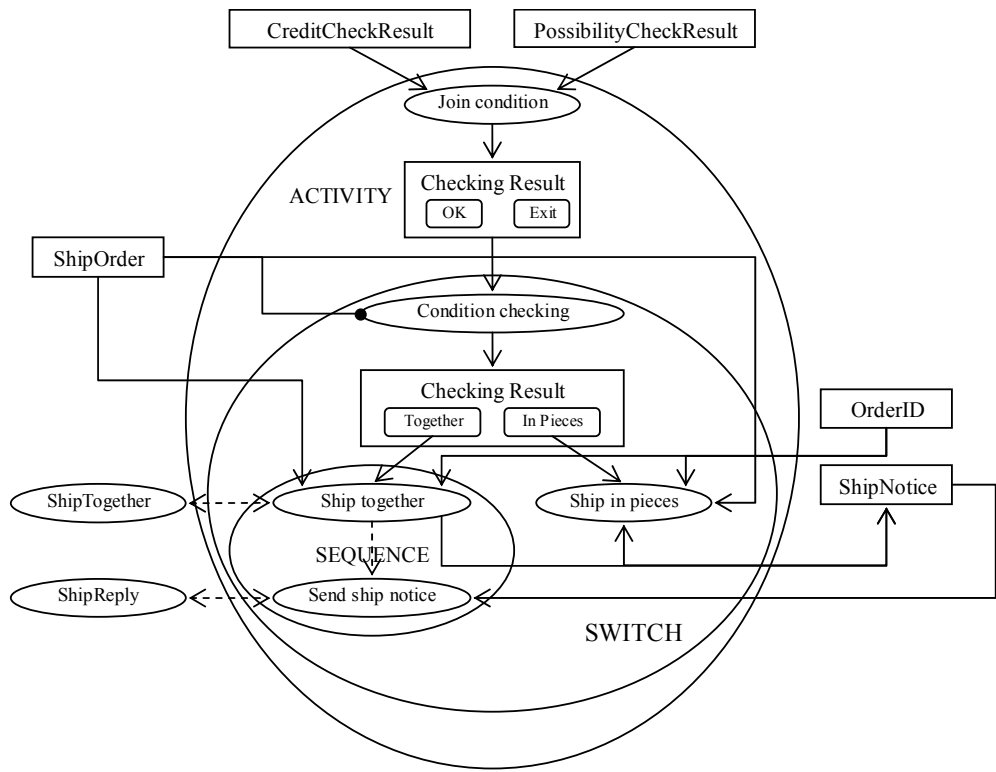 CreditCheckResult
PossibilityCheckResult
Join condition
ACTIVITY
Checking Result
OK
Exit
ShipOrder
Condition checking
Checking Result
Together
In Pieces
OrderID
ShipTogether
Ship together
Ship in pieces
ShipNotice
SEQUENCE
ShipReply
Send ship notice
SWITCH